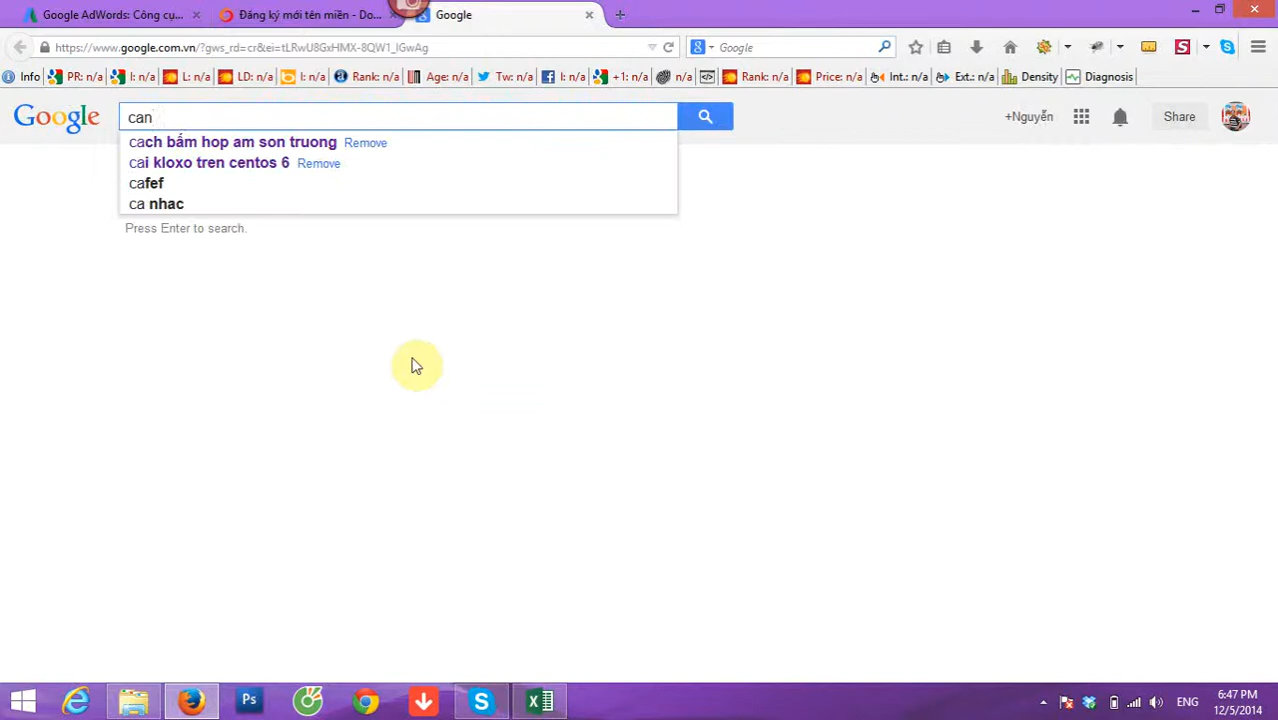 Google AdWords: Công cụ...
Đăng ký mới tên miền - Do...
Google
https://www.google.com.vn/?gws_rd=cr&ei=tLRwU8GxHMX-8QW1_IGwAg
Google
Info PR: n/a I: n/a L: n/a LD: n/a I: n/a Rank: n/a Age: n/a Tw: n/a I: n/a +1: n/a n/a Rank: n/a Price: n/a Int.: n/a Ext.: n/a Density Diagnosis
Google can +Nguyễn Share
cach bấm hop am son truong Remove
cai kloxo tren centos 6 Remove
cafef
ca nhac
Press Enter to search.
Ps ENG 6:47 PM
12/5/2014